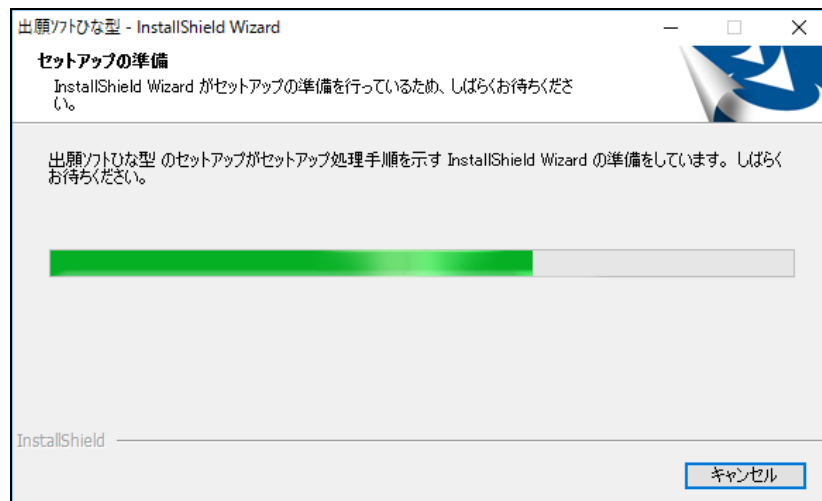 出願ｿﾌﾄひな型 - InstallShield Wizard
セットアップの準備
InstallShield Wizard がセットアップの準備を行っているため、しばらくお待ちくださ
い。
出願ソフトひな型 のセットアップがセットアップ処理手順を示す InstallShield Wizard の準備をしています。しばらく
お待ちください。
InstallShield
キャンセル